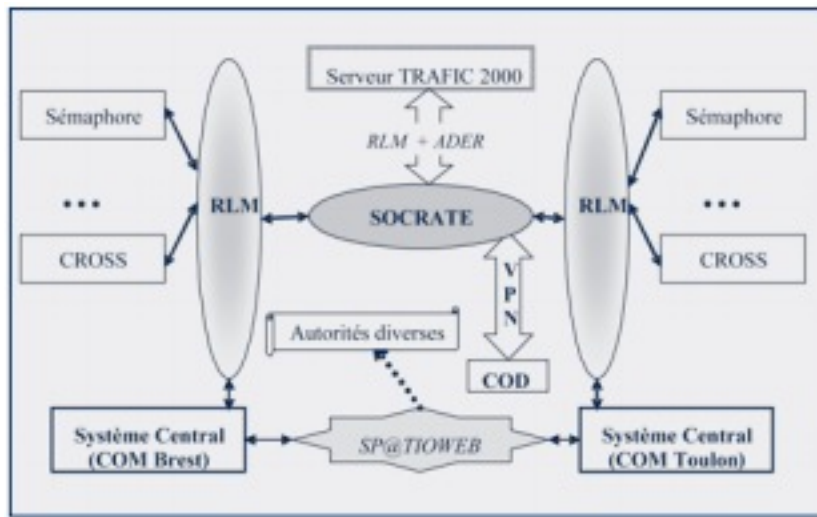 Serveur TRAFIC 2000
Sémaphore
Sémaphore
RLM + ADER
• • •
• • •
RLM
SOCRATE
RLM
CROSS
CROSS
VPN
Autorités diverses
COD
Système Central
(COM Brest)
SP@TIOWEB
Système Central
(COM Toulon)